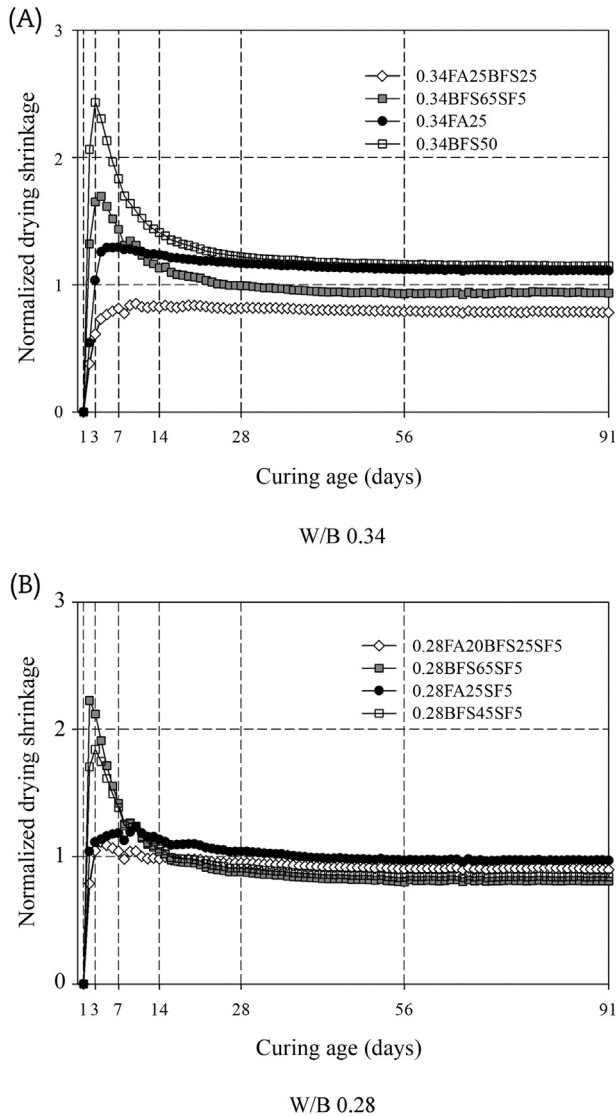 (A)
3
2
1
0
Normalized drying shrinkage
0.34FA25BFS25
0.34BFS65SF5
0.34FA25
0.34BFS50
1 3 7 14 28 56 91
Curing age (days)
W/B 0.34
(B)
3
2
1
0
Normalized drying shrinkage
0.28FA20BFS25SF5
0.28BFS65SF5
0.28FA25SF5
0.28BFS45SF5
1 3 7 14 28 56 91
Curing age (days)
W/B 0.28